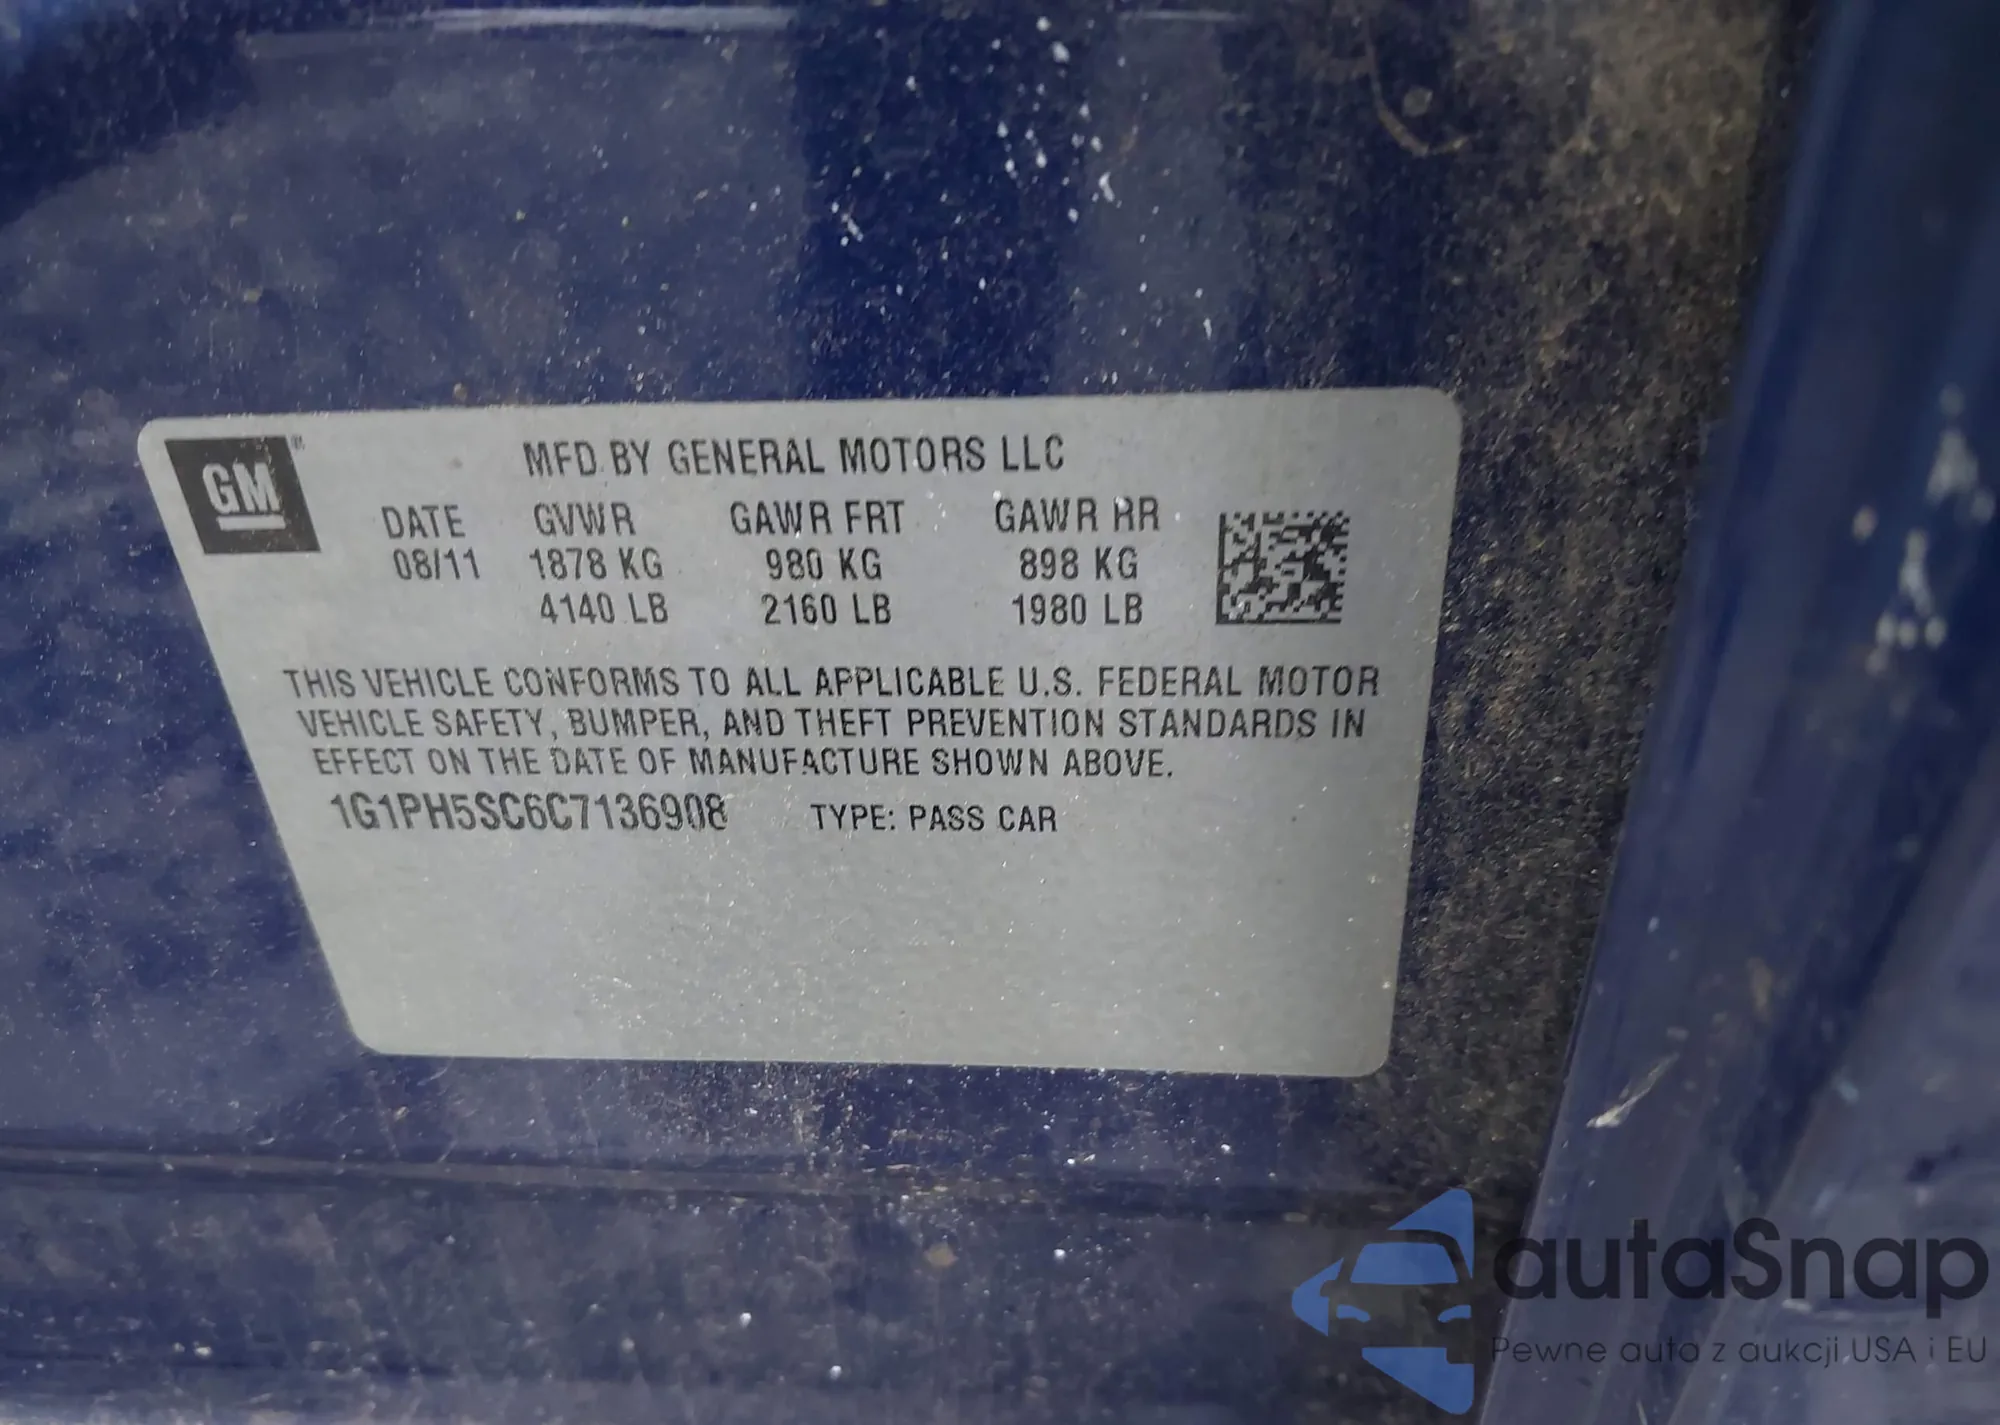 GM®
MFD BY GENERAL MOTORS LLC
DATE GVWR GAWR FRT GAWR RR
08/11 1878 KG 980 KG 898 KG
4140 LB 2160 LB 1980 LB
THIS VEHICLE CONFORMS TO ALL APPLICABLE U.S. FEDERAL MOTOR
VEHICLE SAFETY, BUMPER, AND THEFT PREVENTION STANDARDS IN
EFFECT ON THE DATE OF MANUFACTURE SHOWN ABOVE.
1G1PH5SC6C7136908 TYPE: PASS CAR
autaSnap
Pewne auta z aukcji USA i EU